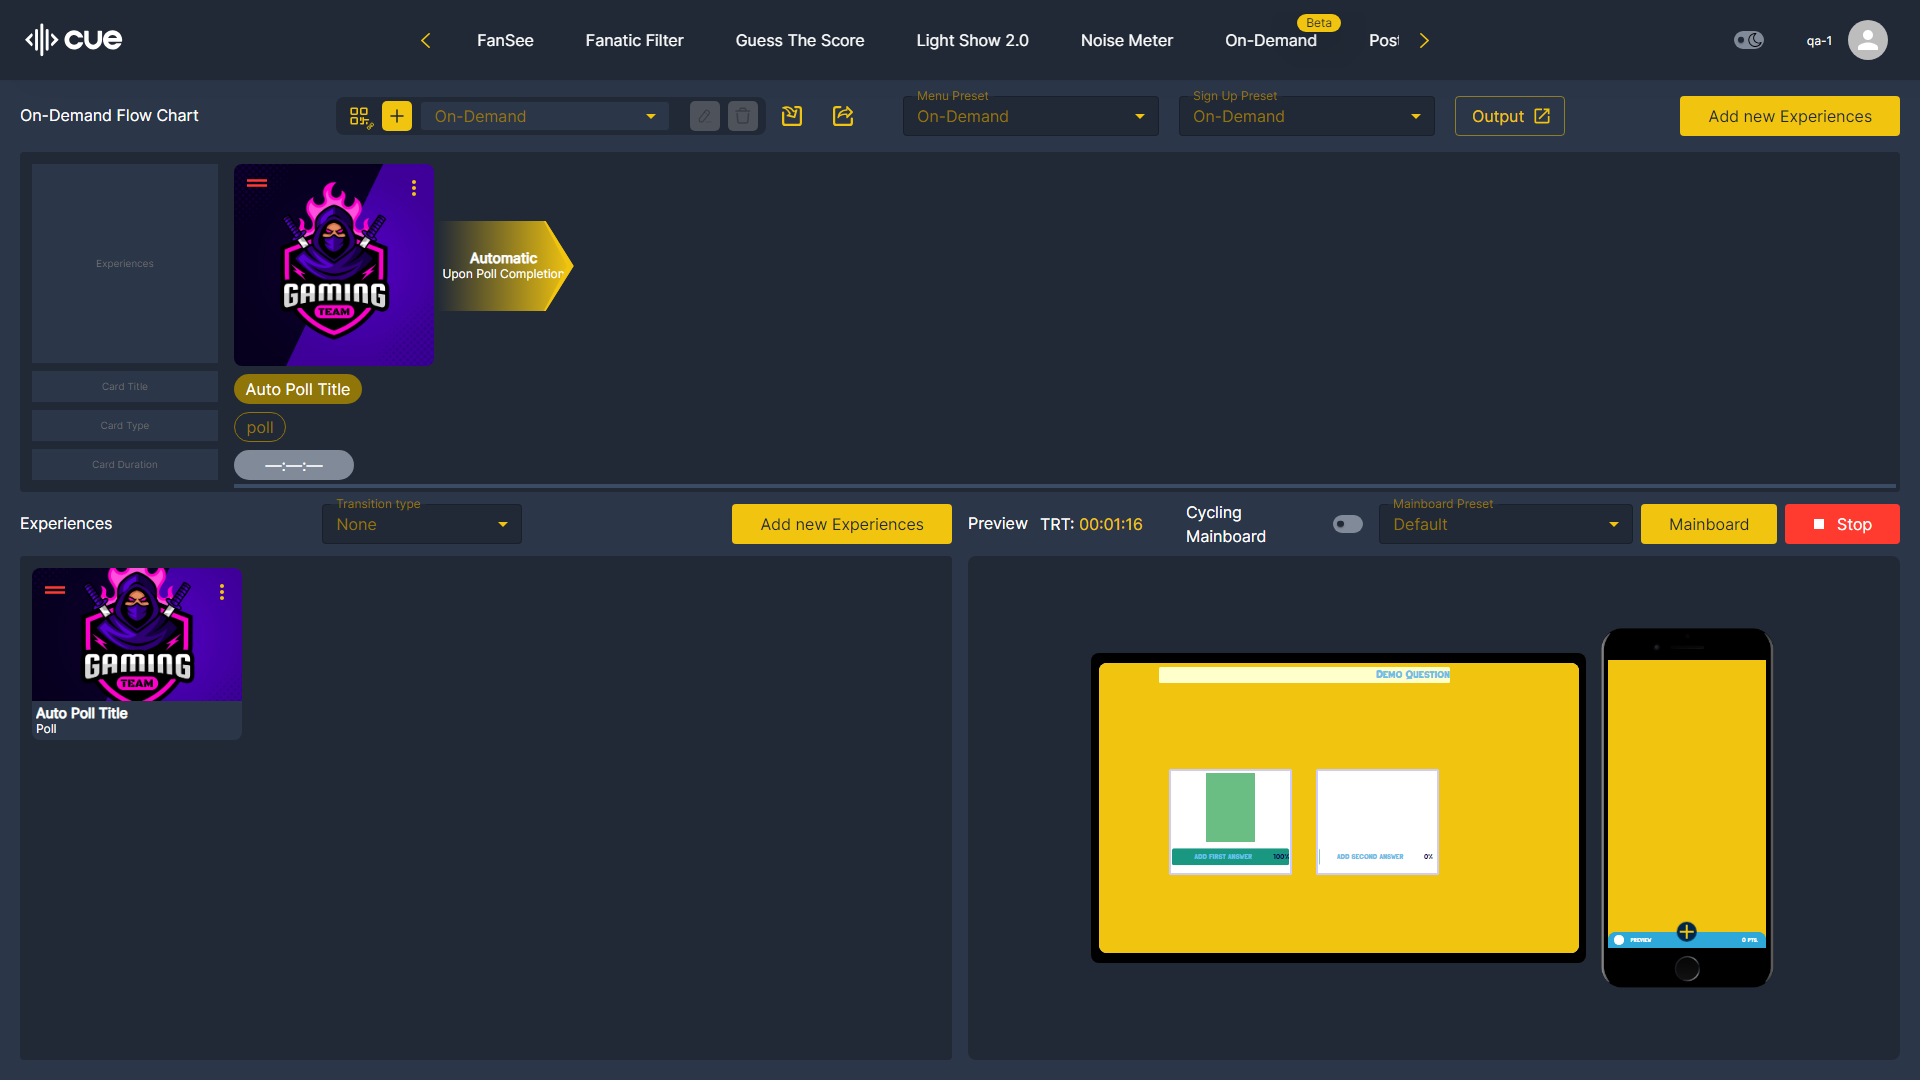 cue
FanSee
Fanatic Filter
Guess The Score
Light Show 2.0
Noise Meter
On-Demand
Beta
Pos
qa-1
On-Demand Flow Chart
On-Demand
Menu Preset
On-Demand
Sign Up Preset
On-Demand
Output
Add new Experiences
Experiences
GAMING
TEAM
Automatic
Upon Poll Completion
Card Title
Auto Poll Title
Card Type
poll
Card Duration
—:—:—
Experiences
Transition type
None
Add new Experiences
Preview
TRT: 00:01:16
Cycling
Mainboard
Mainboard Preset
Default
Mainboard
Stop
GAMING
TEAM
Auto Poll Title
Poll
Demo Question
ADD FIRST ANSWER
100%
ADD SECOND ANSWER
0%
PREVIEW
0 PTS.